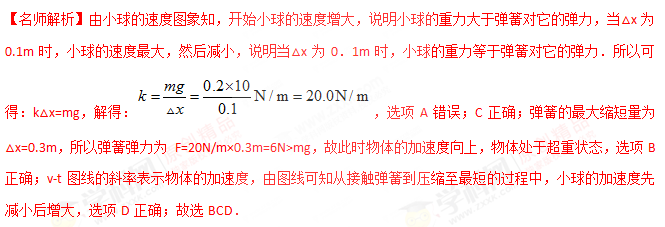 【名师解析】由小球的速度图象知，开始小球的速度增大，说明小球的重力大于弹簧对它的弹力，当△x 为
0.1m 时，小球的速度最大，然后减小，说明当△x 为 0．1m 时，小球的重力等于弹簧对它的弹力．所以可
得：k△x=mg，解得： k = mg/△x = 0.2×10/0.1 N/m = 20.0N/m ，选项 A 错误；C 正确；弹簧的最大缩短量为
△x=0.3m，所以弹簧弹力为 F=20N/m×0.3m=6N>mg，故此时物体的加速度向上，物体处于超重状态，选项 B
正确；v-t 图线的斜率表示物体的加速度，由图线可知从接触弹簧到压缩至最短的过程中，小球的加速度先
减小后增大，选项 D 正确；故选 BCD．